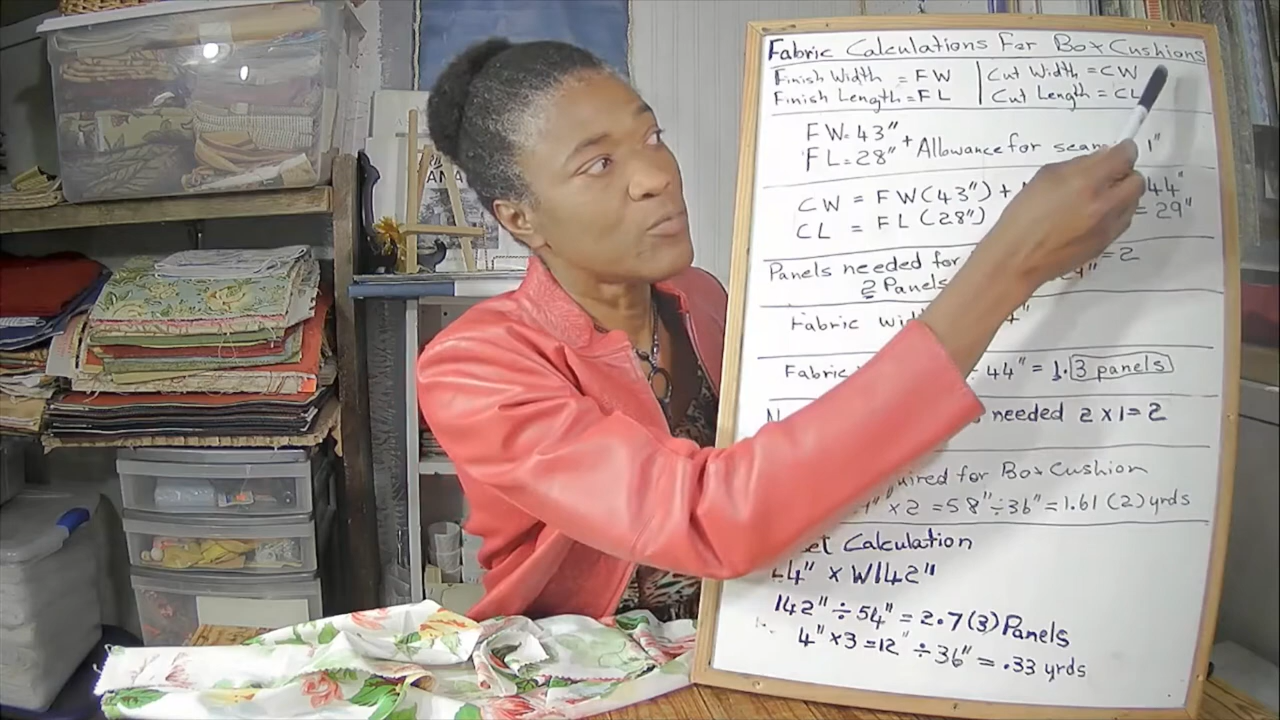 Fabric Calculations For Box Cushions
Finish Width = FW | Cut Width = CW
Finish Length = FL | Cut Length = CL
FW = 43"
FL = 28" + Allowance for seam 1"
CW = FW (43") + 44"
CL = FL (28") = 29"
Panels needed for = 2
2 Panels
Fabric width
Fabric 44" = 1.3 panels
needed 2 x 1 = 2
for Box Cushion
x 2 = 58" ÷ 36" = 1.61 (2) yrds
Calculation
4" x W142"
142" ÷ 54" = 2.7 (3) Panels
4" x 3 = 12" ÷ 36" = .33 yrds